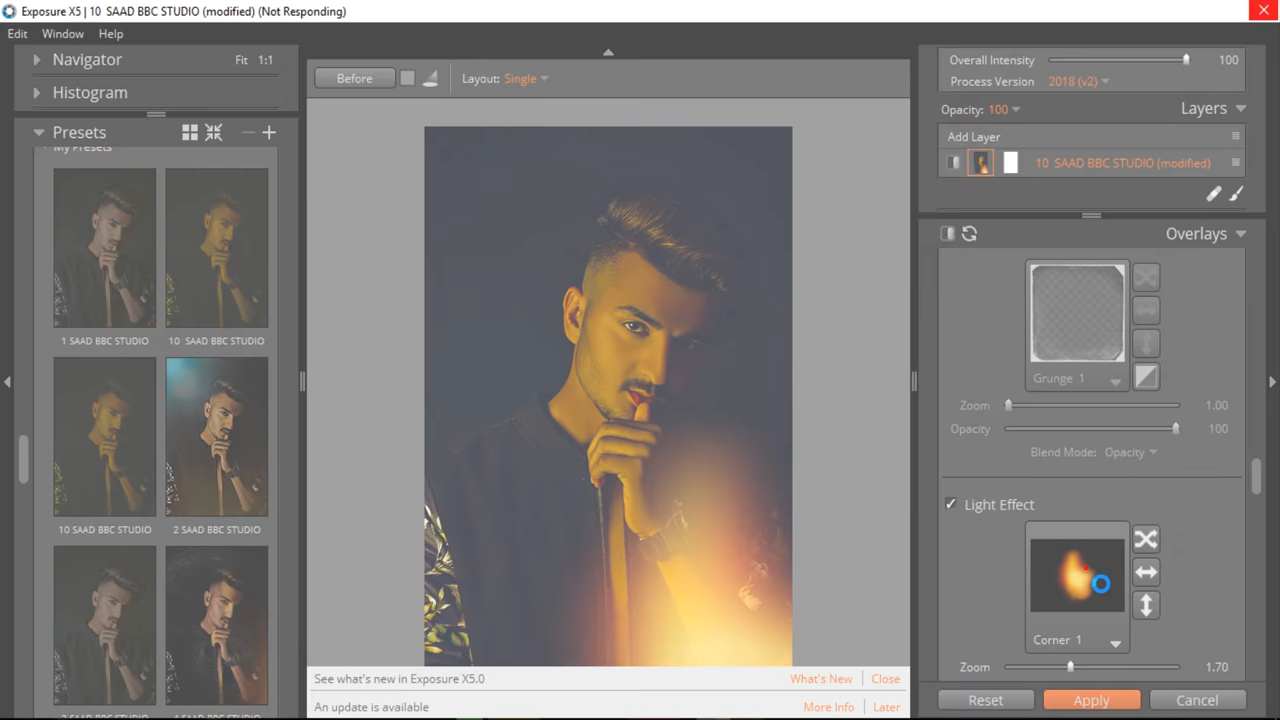 Exposure X5 | 10 SAAD BBC STUDIO (modified) (Not Responding)
Edit Window Help
Navigator Fit 1:1
Histogram
Presets
My Presets
1 SAAD BBC STUDIO
10 SAAD BBC STUDIO
10 SAAD BBC STUDIO
2 SAAD BBC STUDIO
Before Layout: Single
See what's new in Exposure X5.0 What's New Close
An update is available More Info Later
Overall Intensity 100
Process Version 2018 (v2)
Opacity: 100 Layers
Add Layer
10 SAAD BBC STUDIO (modified)
Overlays
Grunge 1
Zoom 1.00
Opacity 100
Blend Mode: Opacity
Light Effect
Corner 1
Zoom 1.70
Reset Apply Cancel